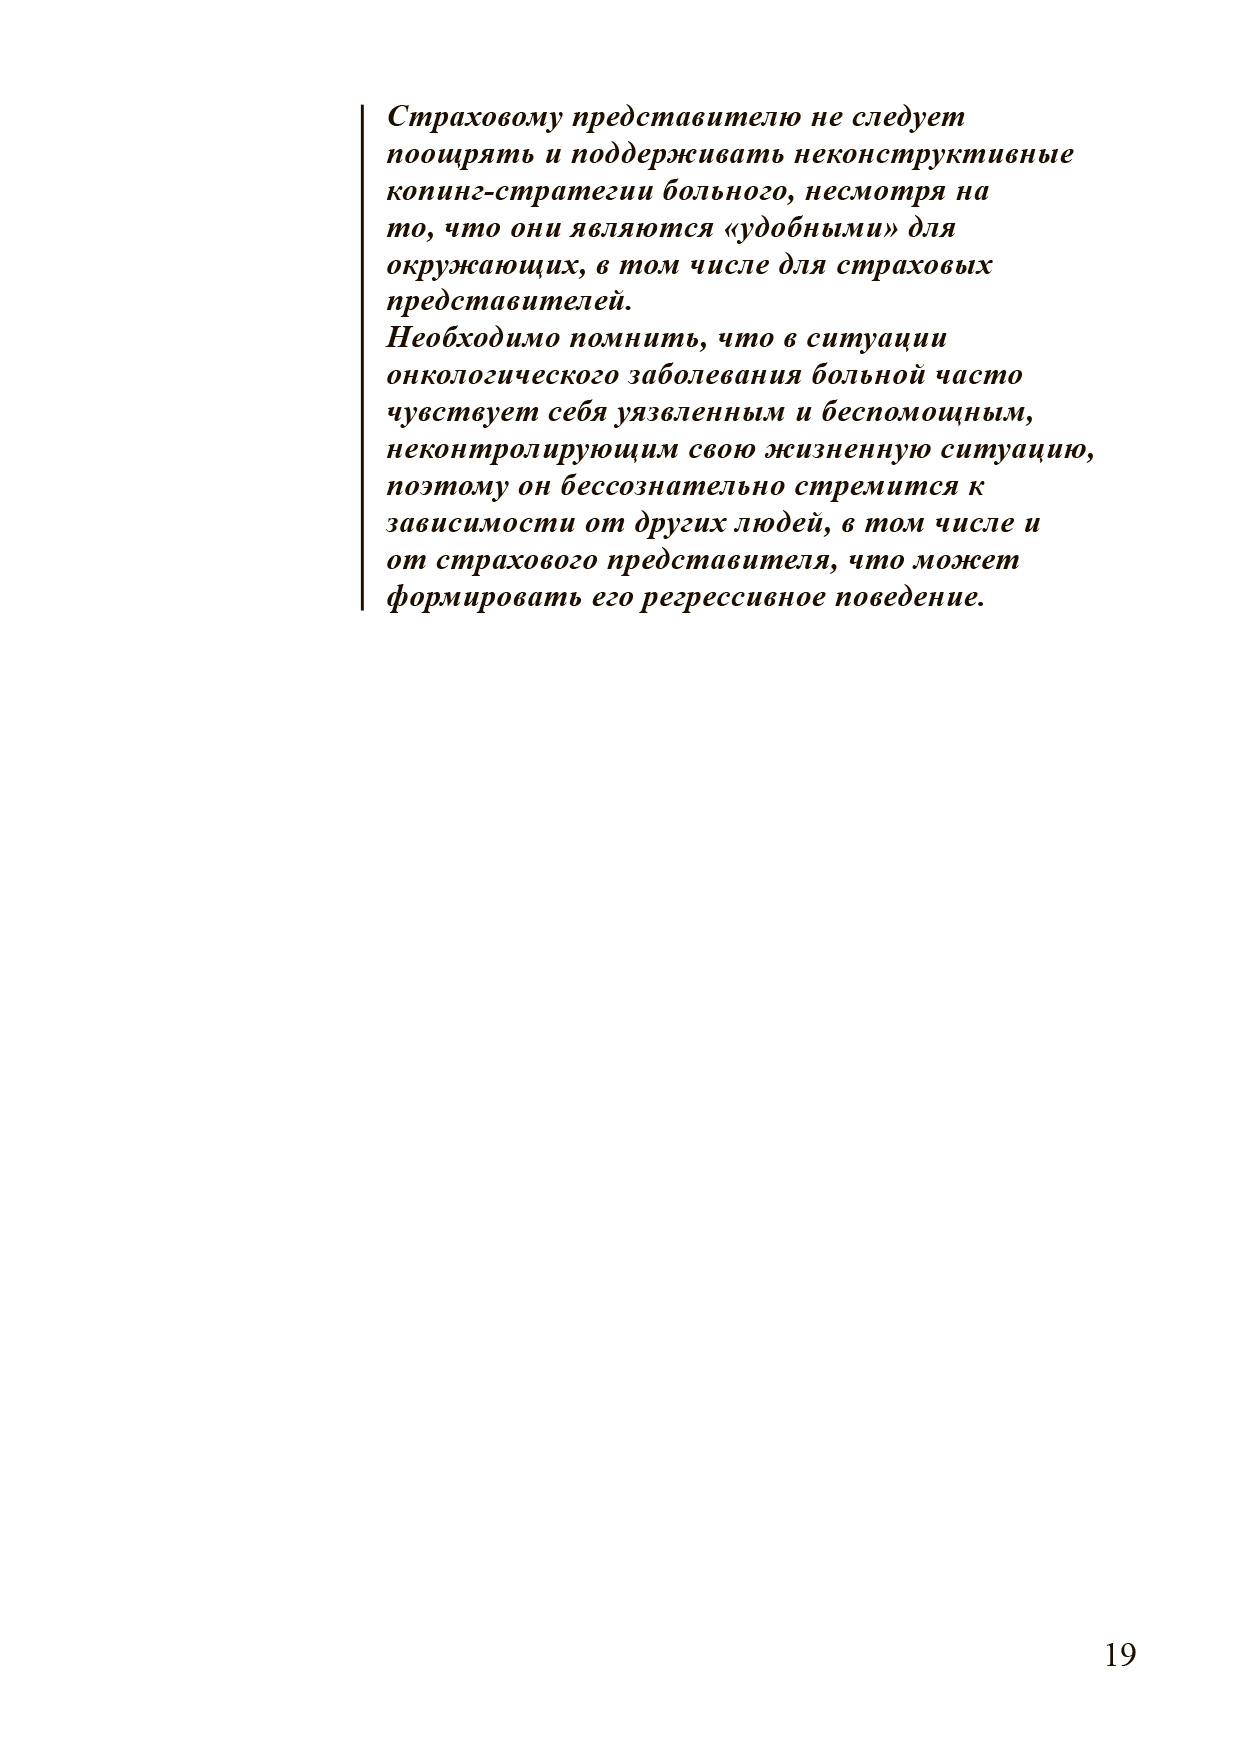 Страховому представителю не следует
поощрять и поддерживать неконструктивные
копинг-стратегии больного, несмотря на
то, что они являются «удобными» для
окружающих, в том числе для страховых
представителей.
Необходимо помнить, что в ситуации
онкологического заболевания больной часто
чувствует себя уязвленным и беспомощным,
неконтролирующим свою жизненную ситуацию,
поэтому он бессознательно стремится к
зависимости от других людей, в том числе и
от страхового представителя, что может
формировать его регрессивное поведение.
19